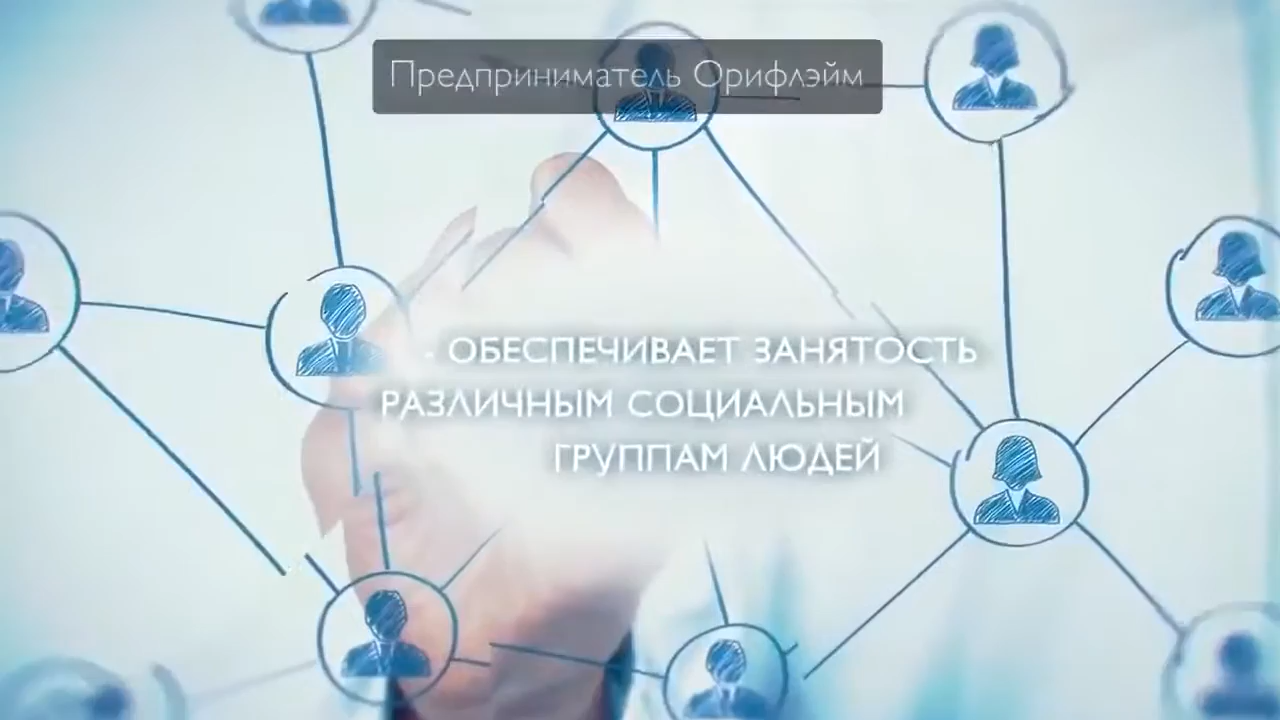 Предприниматель Орифлэйм
- ОБЕСПЕЧИВАЕТ ЗАНЯТОСТЬ
РАЗЛИЧНЫМ СОЦИАЛЬНЫМ
ГРУППАМ ЛЮДЕЙ